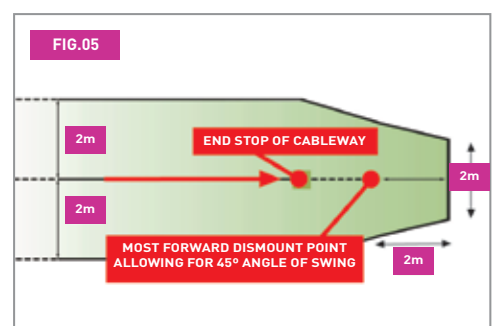 FIG.05
2m
END STOP OF CABLEWAY
2m
2m
MOST FORWARD DISMOUNT POINT
ALLOWING FOR 45º ANGLE OF SWING
2m